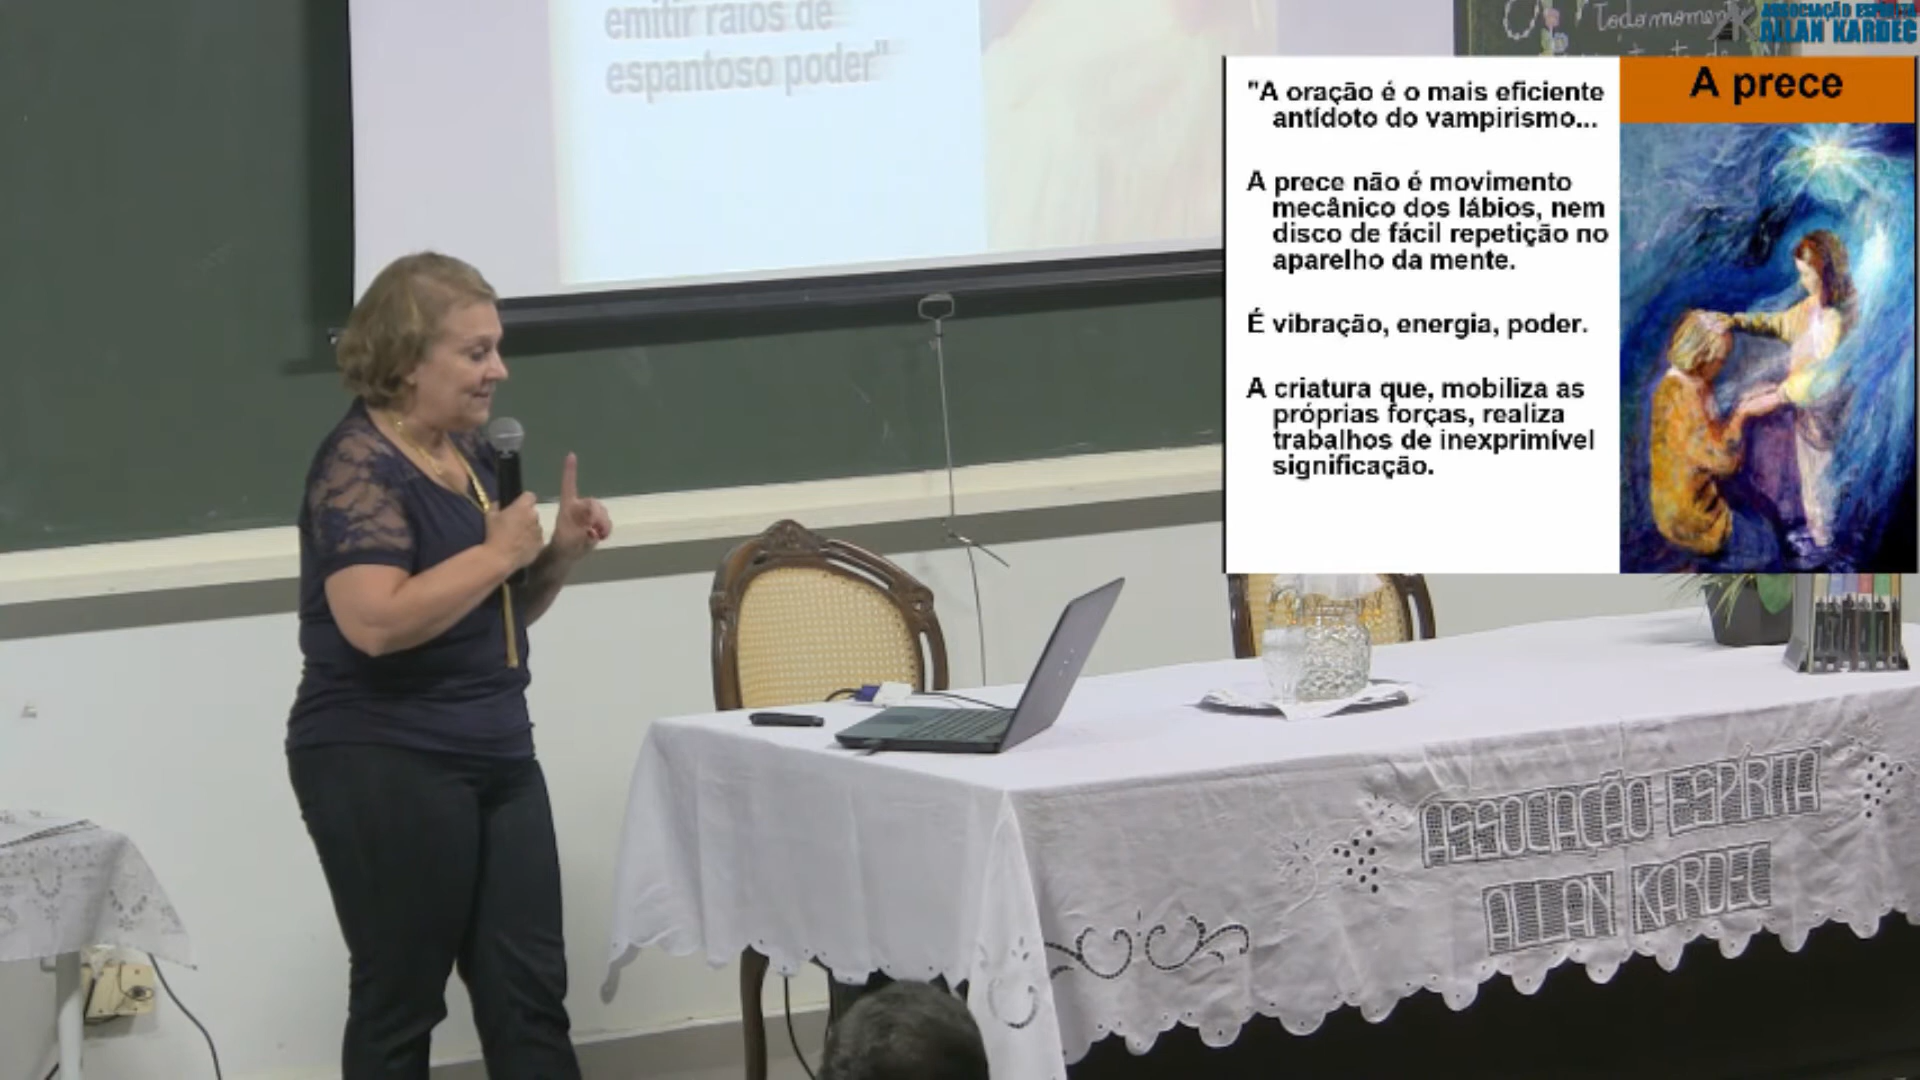 emitir raios de
espantoso poder"
Todo momen
ASSOCIAÇÃO ESPÍRITA
ALLAN KARDEC
A prece
"A oração é o mais eficiente
antídoto do vampirismo...
A prece não é movimento
mecânico dos lábios, nem
disco de fácil repetição no
aparelho da mente.
É vibração, energia, poder.
A criatura que, mobiliza as
próprias forças, realiza
trabalhos de inexprimível
significação.
ASSOCIAÇÃO ESPÍRITA
ALLAN KARDEC